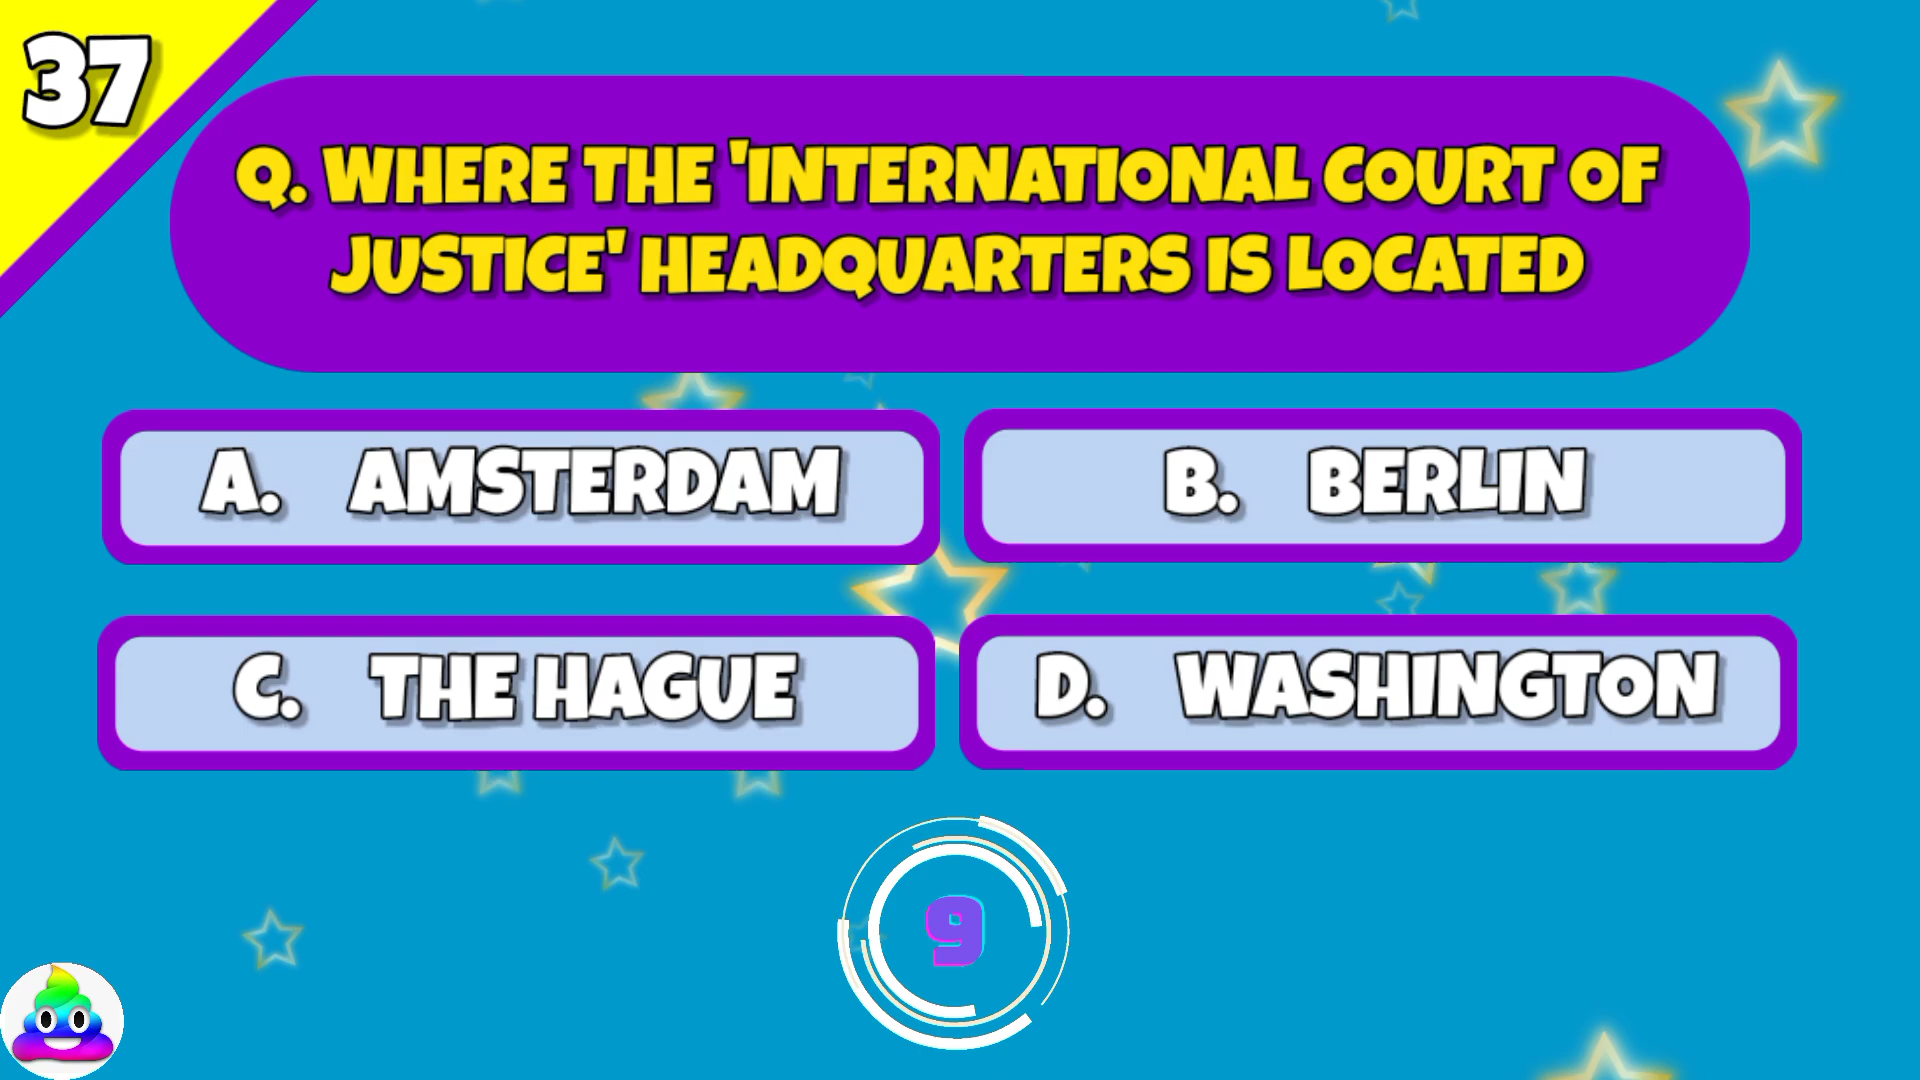 37
Q. WHERE THE 'INTERNATIONAL COURT OF
JUSTICE' HEADQUARTERS IS LOCATED
A. AMSTERDAM
B. BERLIN
C. THE HAGUE
D. WASHINGTON
9